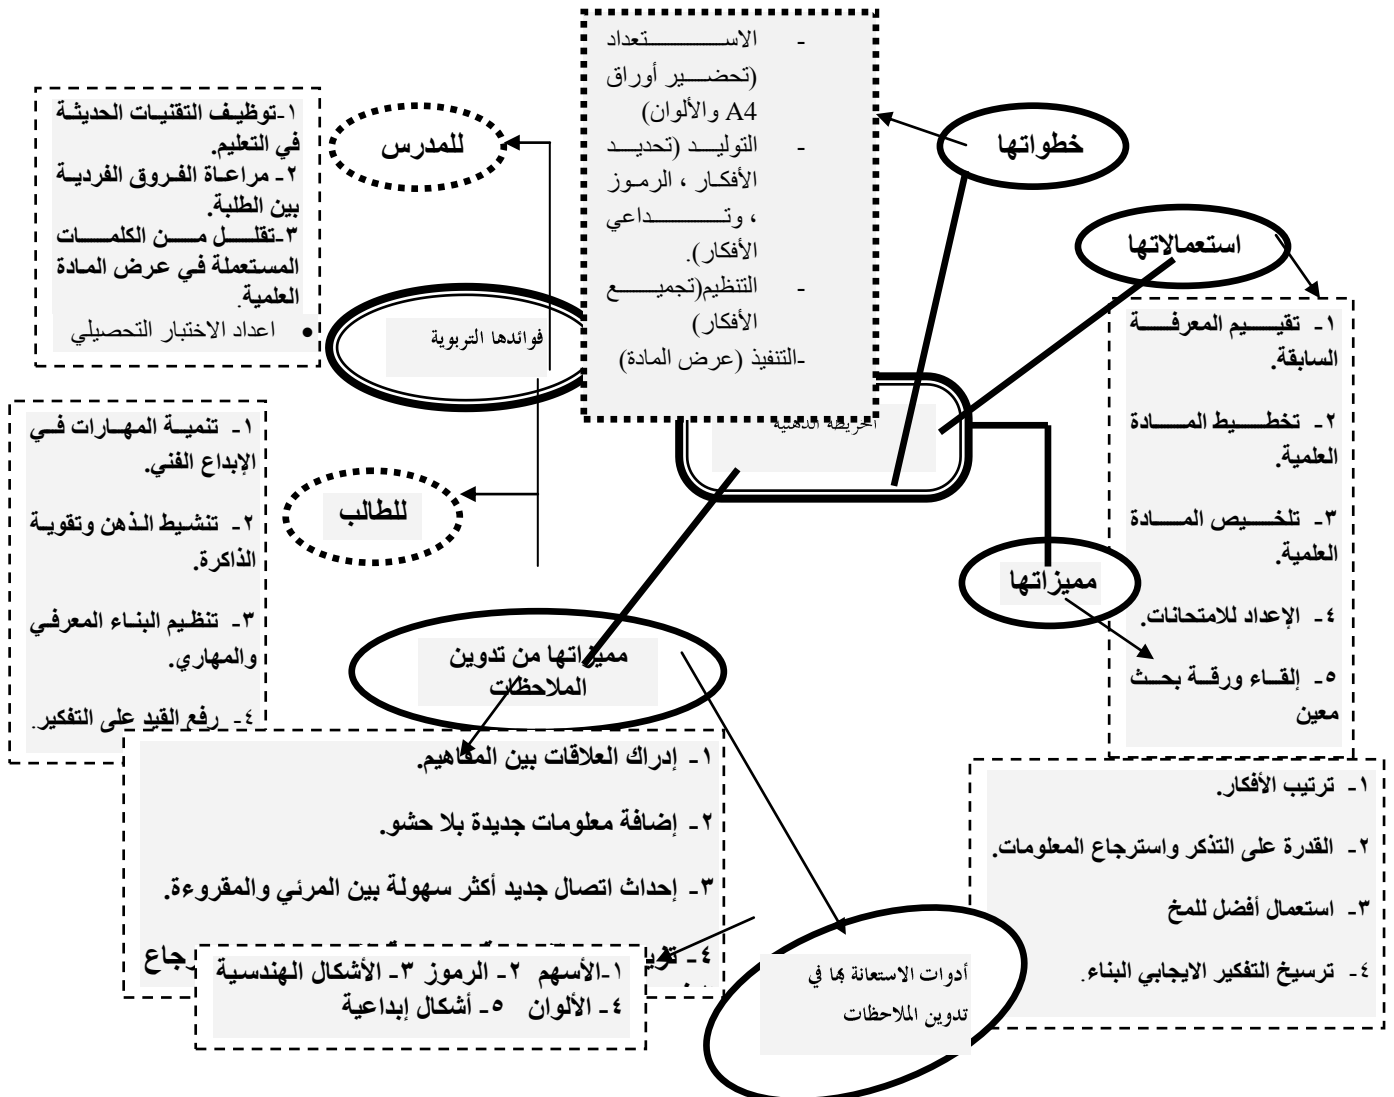 - الاستعداد
(تحضير أوراق
A4 والألوان)
- التوليد (تحديد
الأفكار ، الرموز
، وتداعي
الأفكار).
- التنظيم(تجميع
الأفكار)
-التنفيذ (عرض المادة)
خطواتها
استعمالاتها
١- تقييم المعرفة
السابقة.
٢- تخطيط المادة
العلمية.
٣- تلخيص المادة
العلمية.
٤- الإعداد للامتحانات.
٥- إلقاء ورقة بحث
معين
للمدرس
١-توظيف التقنيات الحديثة
في التعليم.
٢- مراعاة الفروق الفردية
بين الطلبة.
٣-تقلل من الكلمات
المستعملة في عرض المادة
العلمية.
• اعداد الاختبار التحصيلي
فوائدها التربوية
الخريطة الذهنية
للطالب
١- تنمية المهارات في
الإبداع الفني.
٢- تنشيط الذهن وتقوية
الذاكرة.
٣- تنظيم البناء المعرفي
والمهاري.
٤- رفع القيد على التفكير.
مميزاتها
١- ترتيب الأفكار.
٢- القدرة على التذكر واسترجاع المعلومات.
٣- استعمال أفضل للمخ
٤- ترسيخ التفكير الايجابي البناء.
مميزاتها من تدوين
الملاحظات
١- إدراك العلاقات بين المفاهيم.
٢- إضافة معلومات جديدة بلا حشو.
٣- إحداث اتصال جديد أكثر سهولة بين المرئي والمقروءة.
٤-
أدوات الاستعانة بها في
تدوين الملاحظات
١-الأسهم ٢- الرموز ٣- الأشكال الهندسية
٤- الألوان ٥- أشكال إبداعية